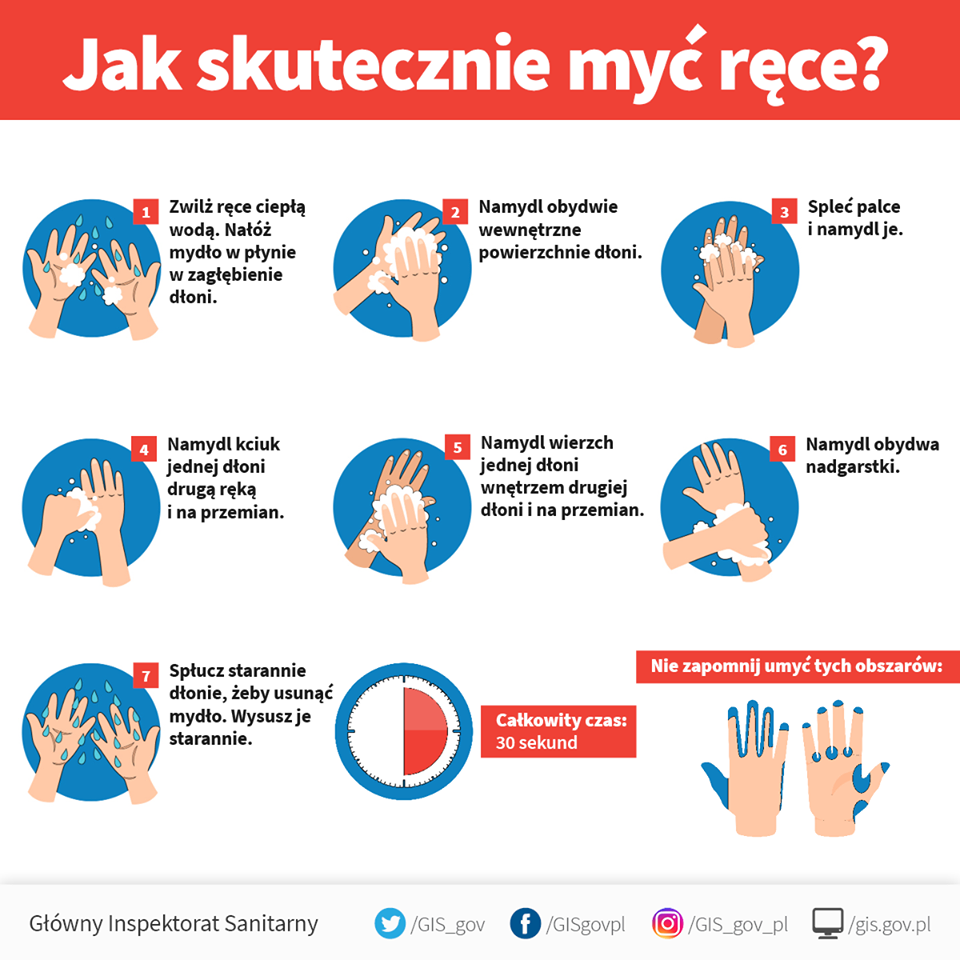 Jak skutecznie myć ręce?
1
Zwilż ręce ciepłą
wodą. Nałóż
mydło w płynie
w zagłębienie
dłoni.
2
Namydl obydwie
wewnętrzne
powierzchnie dłoni.
3
Spleć palce
i namydl je.
4
Namydl kciuk
jednej dłoni
drugą ręką
i na przemian.
5
Namydl wierzch
jednej dłoni
wnętrzem drugiej
dłoni i na przemian.
6
Namydl obydwa
nadgarstki.
7
Spłucz starannie
dłonie, żeby usunąć
mydło. Wysusz je
starannie.
Całkowity czas:
30 sekund
Nie zapomnij umyć tych obszarów:
Główny Inspektorat Sanitarny
/GIS_gov
/GISgovpl
/GIS_gov_pl
/gis.gov.pl